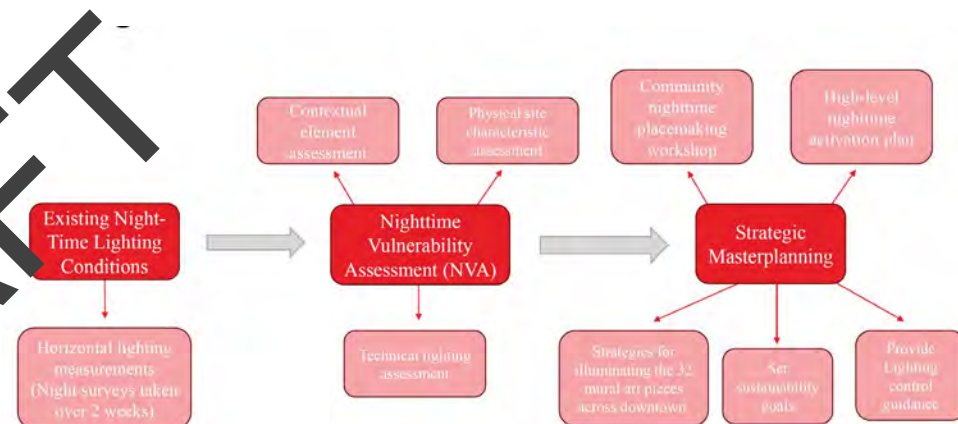 Contextual
element
assessment
Physical site
characteristic
assessment
Community
nighttime
placemaking
workshop
High-level
nighttime
activation plan
Existing Night-
Time Lighting
Conditions
Nighttime
Vulnerability
Assessment (NVA)
Strategic
Masterplanning
Horizontal lighting
measurements
(Night surveys taken
over 2 weeks)
Technical lighting
assessment
Strategies for
illuminating the 32
mural art pieces
across downtown
Set
sustainability
goals
Provide
Lighting
control
guidance